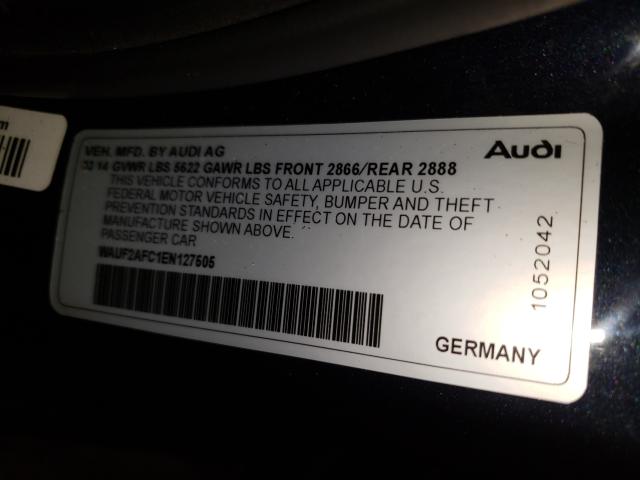 m
AUDi
VEH. MFD. BY AUDI AG
03 14 GVWR LBS 5622 GAWR LBS FRONT 2866/REAR 2888
THIS VEHICLE CONFORMS TO ALL APPLICABLE U.S.
FEDERAL MOTOR VEHICLE SAFETY, BUMPER AND THEFT
PREVENTION STANDARDS IN EFFECT ON THE DATE OF
MANUFACTURE SHOWN ABOVE.
PASSENGER CAR
WAUF2AFC1EN127505
1052042
GERMANY